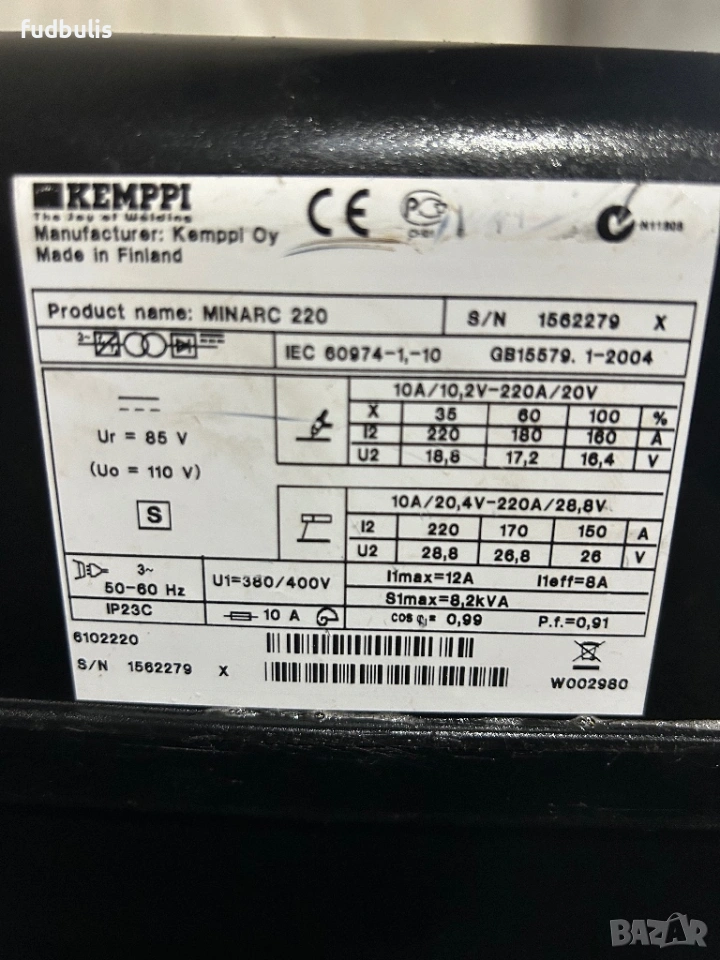 fudbulis
KEMPPI
The Joy of Welding
Manufacturer: Kemppi Oy
Made in Finland
CE
N11808
Product name: MINARC 220
S/N 1562279 X
3~
IEC 60974-1,-10 GB15579. 1-2004
10A/10,2V-220A/20V
X 35 60 100 %
I2 220 180 160 A
U2 18,8 17,2 16,4 V
Ur = 85 V
(Uo = 110 V)
S
10A/20,4V-220A/28,8V
I2 220 170 150 A
U2 28,8 26,8 26 V
3~
50-60 Hz
U1=380/400V
I1max=12A I1eff=8A
S1max=8,2kVA
IP23C
10 A
cos φ= 0,99 P.f.=0,91
6102220
S/N 1562279 X
W002980
BAZAR